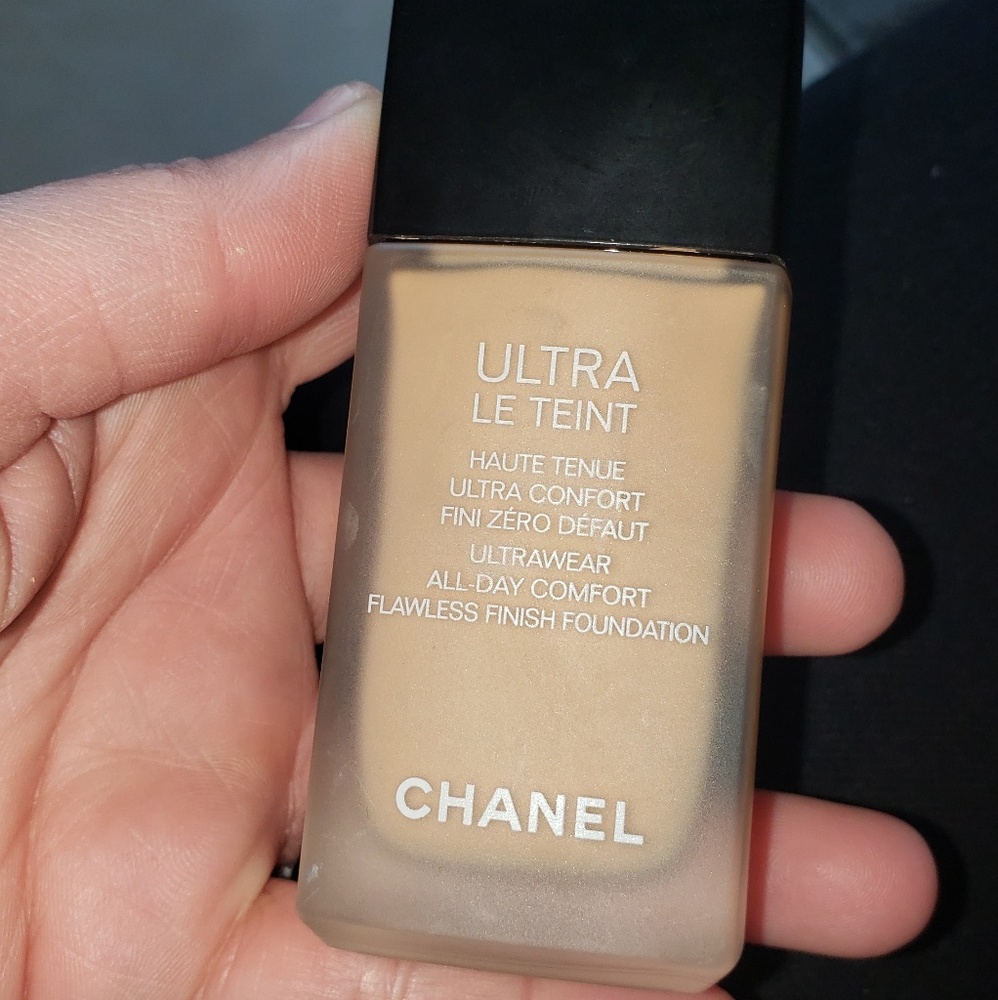 ULTRA
LE TEINT
HAUTE TENUE
ULTRA CONFORT
FINI ZÉRO DÉFAUT
ULTRAWEAR
ALL-DAY COMFORT
FLAWLESS FINISH FOUNDATION
CHANEL